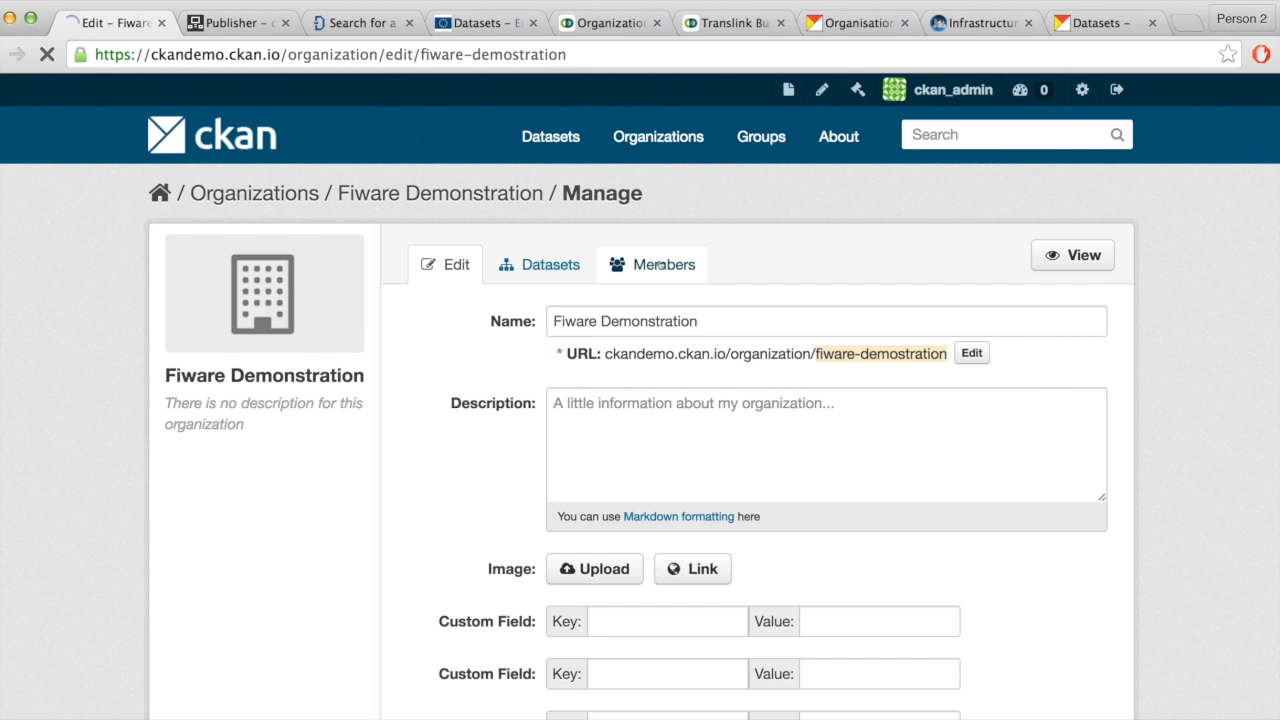 Edit – Fiware
Publisher –
Search for a
Datasets –
Organization
Translink Bu
Organisatio
Infrastructur
Datasets –
Person 2
https://ckandemo.ckan.io/organization/edit/fiware-demostration
ckan_admin
0
ckan
Datasets
Organizations
Groups
About
Search
/ Organizations / Fiware Demonstration / Manage
Edit
Datasets
Members
View
Fiware Demonstration
There is no description for this
organization
Name:
Fiware Demonstration
* URL: ckandemo.ckan.io/organization/fiware-demostration
Edit
Description:
A little information about my organization...
You can use Markdown formatting here
Image:
Upload
Link
Custom Field:
Key:
Value:
Custom Field:
Key:
Value: